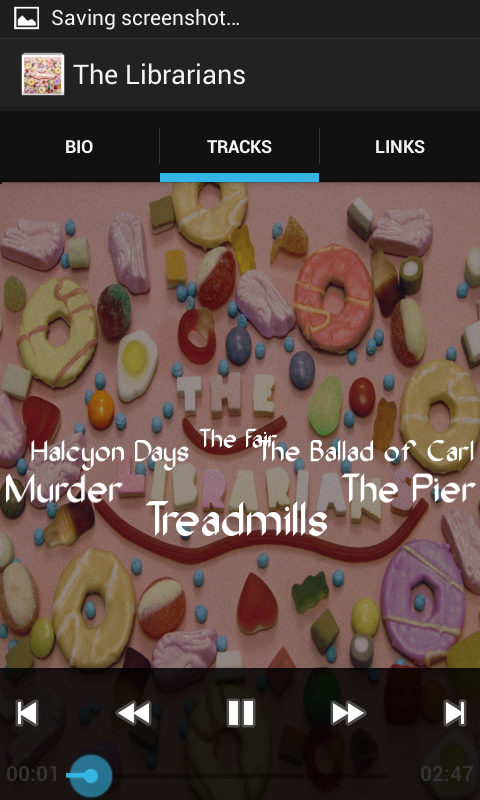 Saving screenshot...
The Librarians
BIO TRACKS LINKS
THE
The Fair
Halcyon Days The Ballad of Carl
LIBRARIANS
Murder The Pier
Treadmills
00:01 02:47